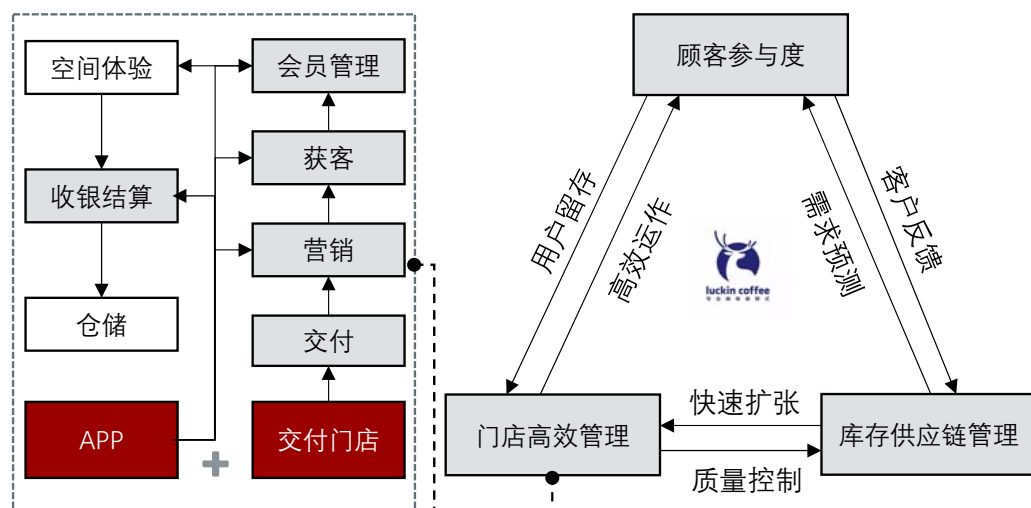 空间体验
会员管理
收银结算
获客
营销
仓储
交付
APP
交付门店
顾客参与度
用户留存
高效运作
需求预测
客户反馈
luckin coffee
门店高效管理
快速扩张
质量控制
库存供应链管理